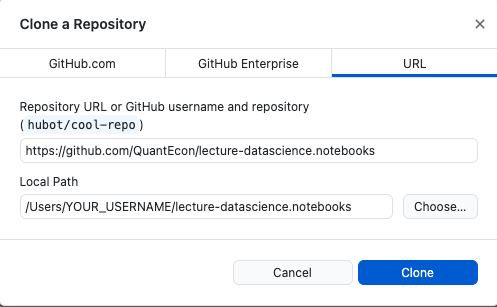 Clone a Repository
GitHub.com
GitHub Enterprise
URL
Repository URL or GitHub username and repository
(hubot/cool-repo)
https://github.com/QuantEcon/lecture-datascience.notebooks
Local Path
/Users/YOUR_USERNAME/lecture-datascience.notebooks
Choose...
Cancel
Clone